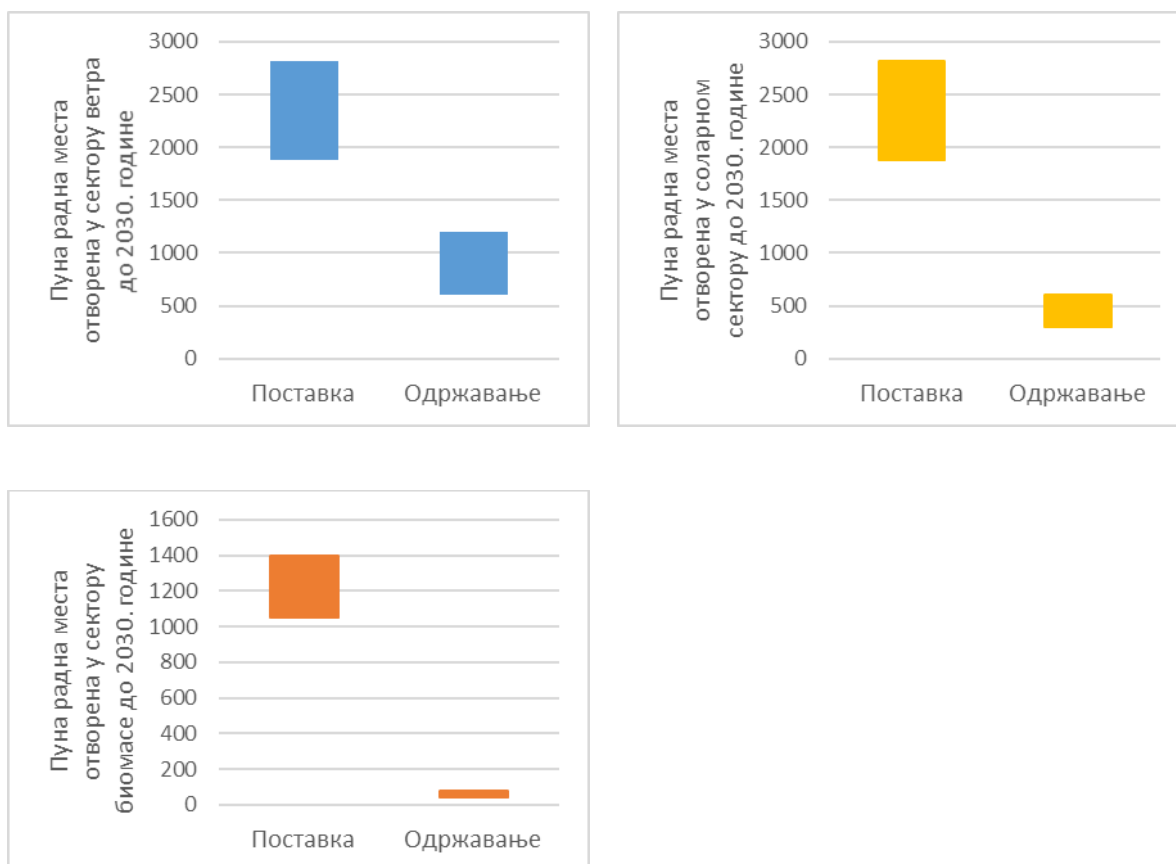 Пуна радна места
отворена у сектору ветра
до 2030. године
3000
2500
2000
1500
1000
500
0
Поставка
Одржавање
Пуна радна места
отворена у соларном
сектору до 2030. године
3000
2500
2000
1500
1000
500
0
Поставка
Одржавање
Пуна радна места
отворена у сектору
биомасе до 2030. године
1600
1400
1200
1000
800
600
400
200
0
Поставка
Одржавање